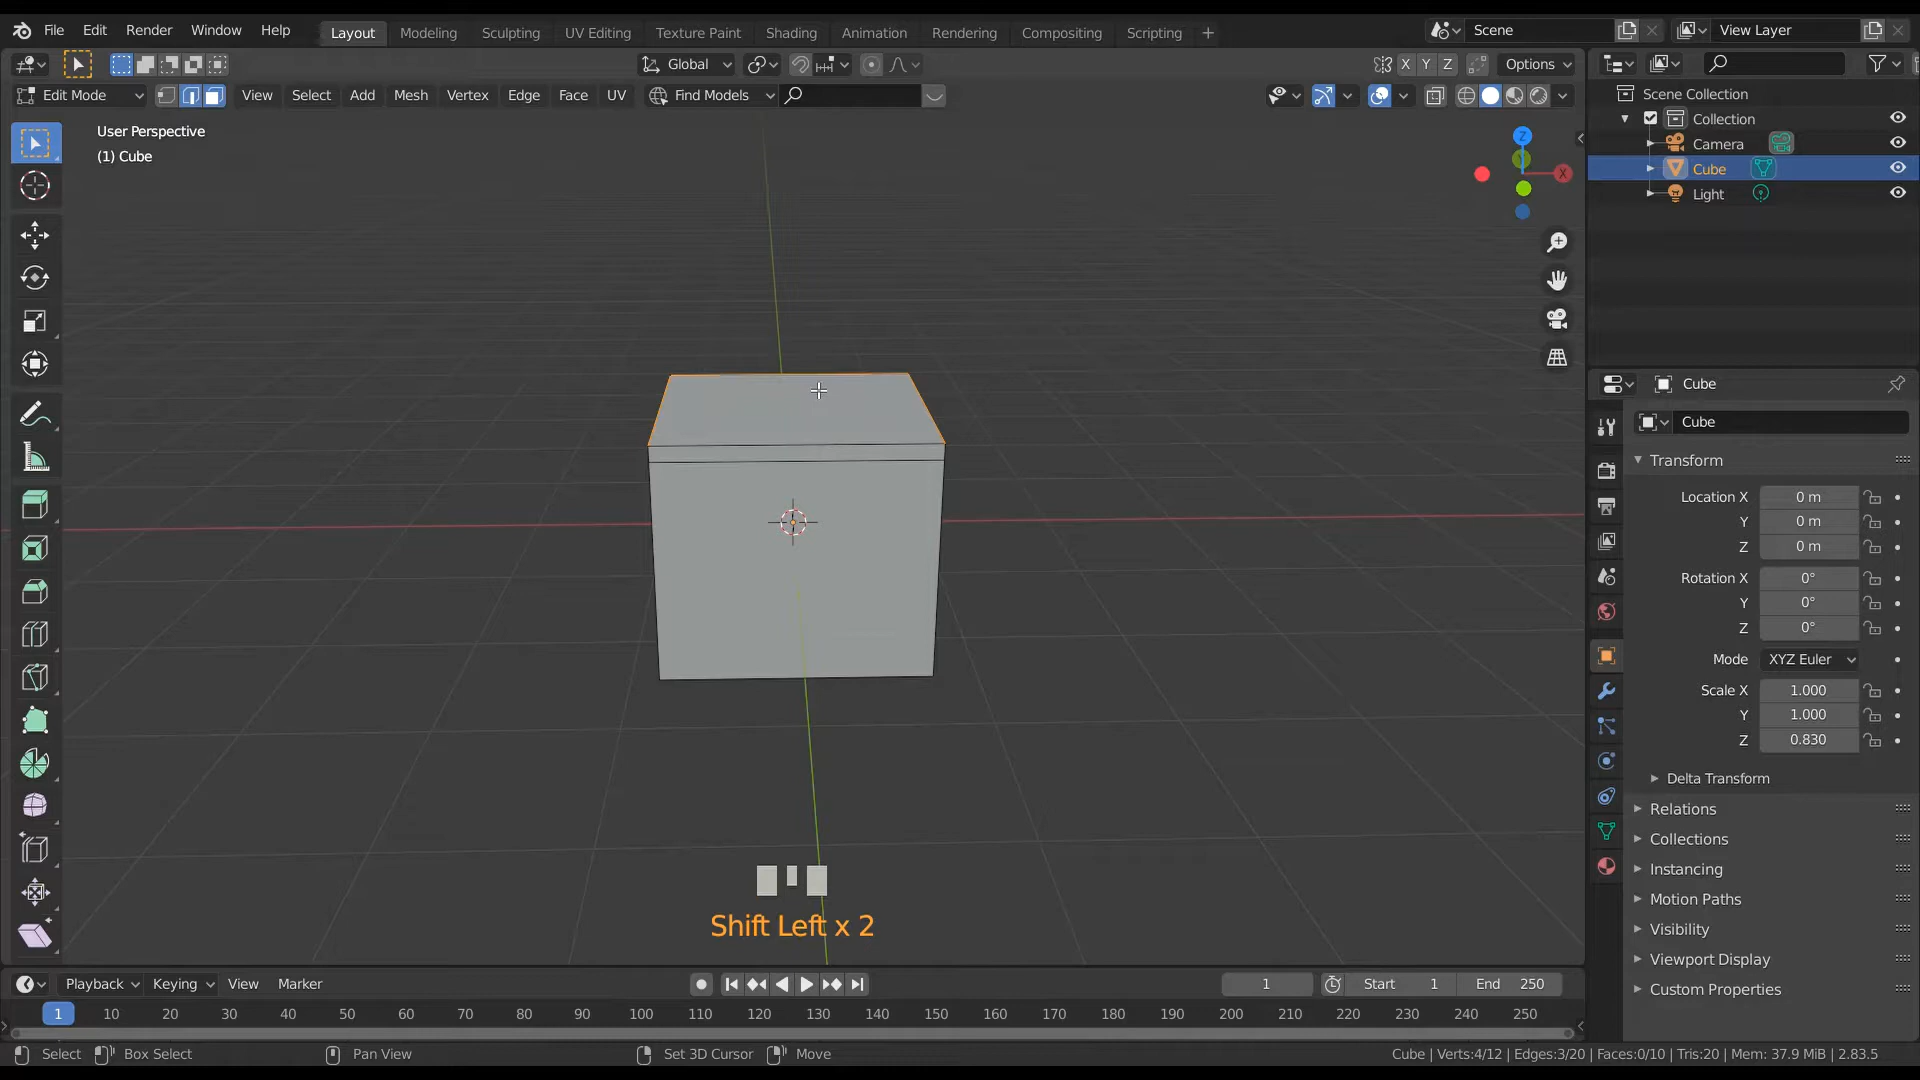 File Edit Render Window Help Layout Modeling Sculpting UV Editing Texture Paint Shading Animation Rendering Compositing Scripting + Scene View Layer
Global X Y Z Options
Edit Mode View Select Add Mesh Vertex Edge Face UV Find Models
User Perspective
(1) Cube
Z
X
Scene Collection
Collection
Camera
Cube
Light
Cube
Cube
Transform
Location X 0 m
Y 0 m
Z 0 m
Rotation X 0°
Y 0°
Z 0°
Mode XYZ Euler
Scale X 1.000
Y 1.000
Z 0.830
Delta Transform
Relations
Collections
Instancing
Motion Paths
Visibility
Viewport Display
Custom Properties
Shift Left x 2
Playback Keying View Marker 1 Start 1 End 250
1 10 20 30 40 50 60 70 80 90 100 110 120 130 140 150 160 170 180 190 200 210 220 230 240 250
Select Box Select Pan View Set 3D Cursor Move Cube | Verts:4/12 | Edges:3/20 | Faces:0/10 | Tris:20 | Mem: 37.9 MiB | 2.83.5